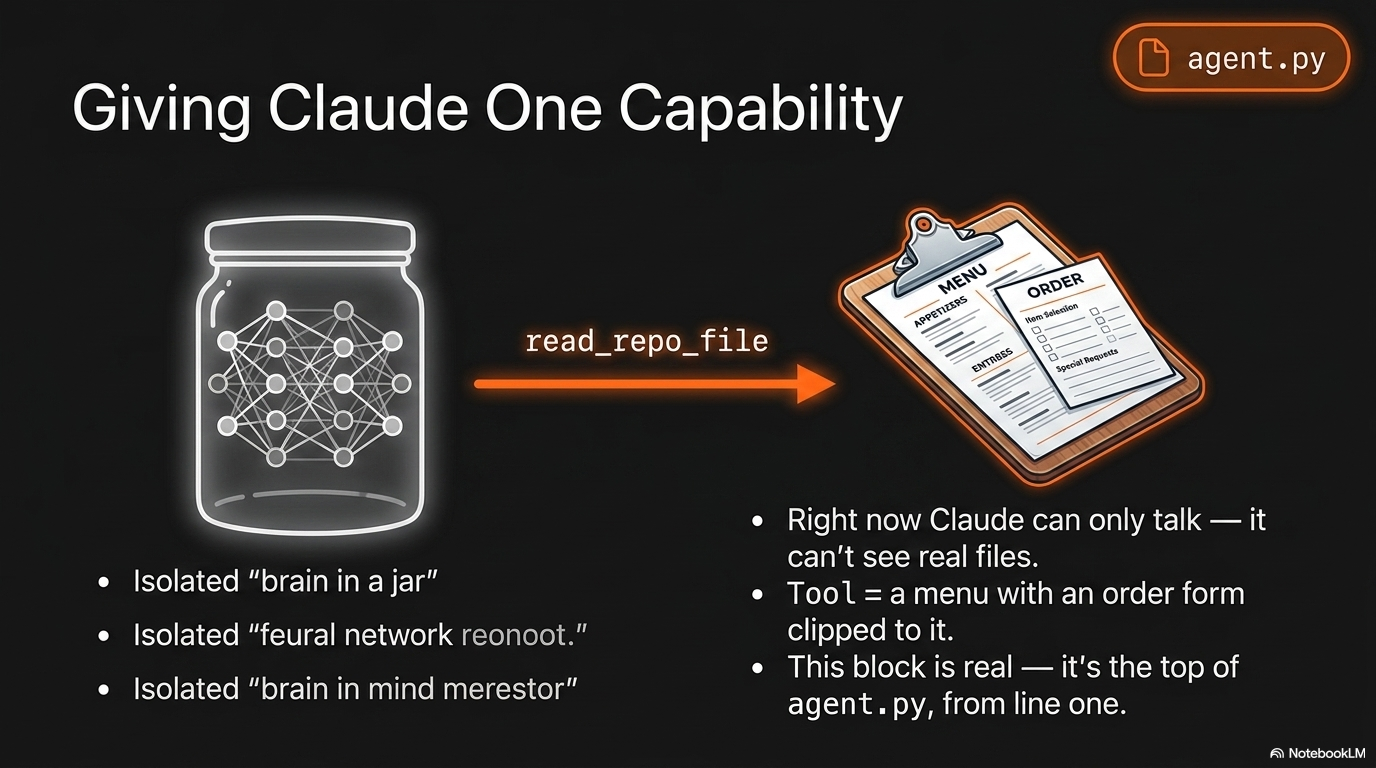 agent.py
Giving Claude One Capability
read_repo_file
MENU
APPETIZERS
ENTREES
ORDER
Item Selection
Special Requests
• Isolated “brain in a jar”
• Isolated “feural network reonoot.”
• Isolated “brain in mind merestor”
• Right now Claude can only talk — it
can’t see real files.
• Tool = a menu with an order form
clipped to it.
• This block is real — it’s the top of
agent.py, from line one.
NotebookLM